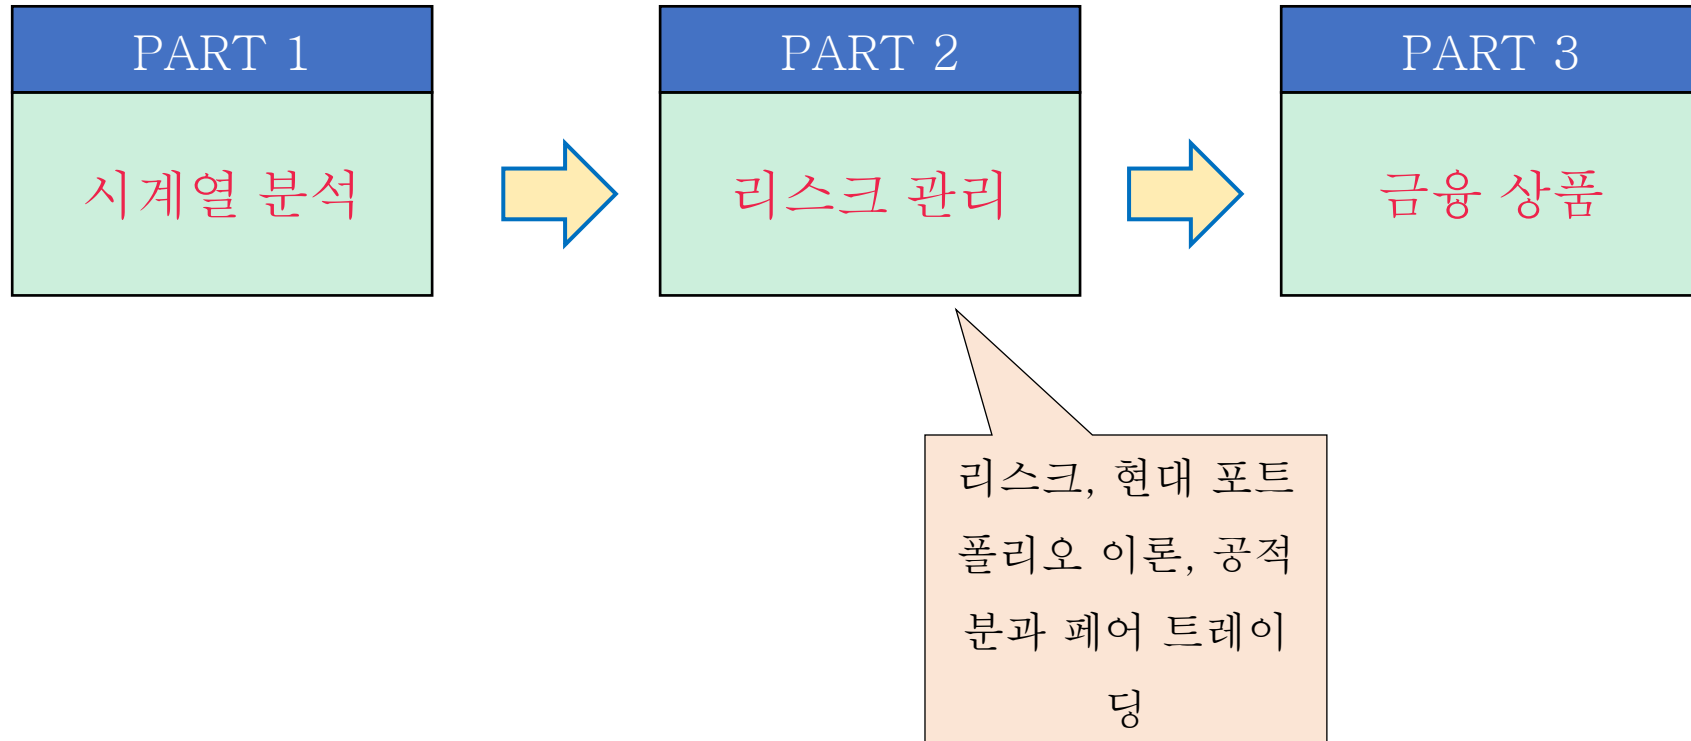 PART 1
시계열 분석
PART 2
리스크 관리
PART 3
금융 상품
리스크, 현대 포트
폴리오 이론, 공적
분과 페어 트레이
딩